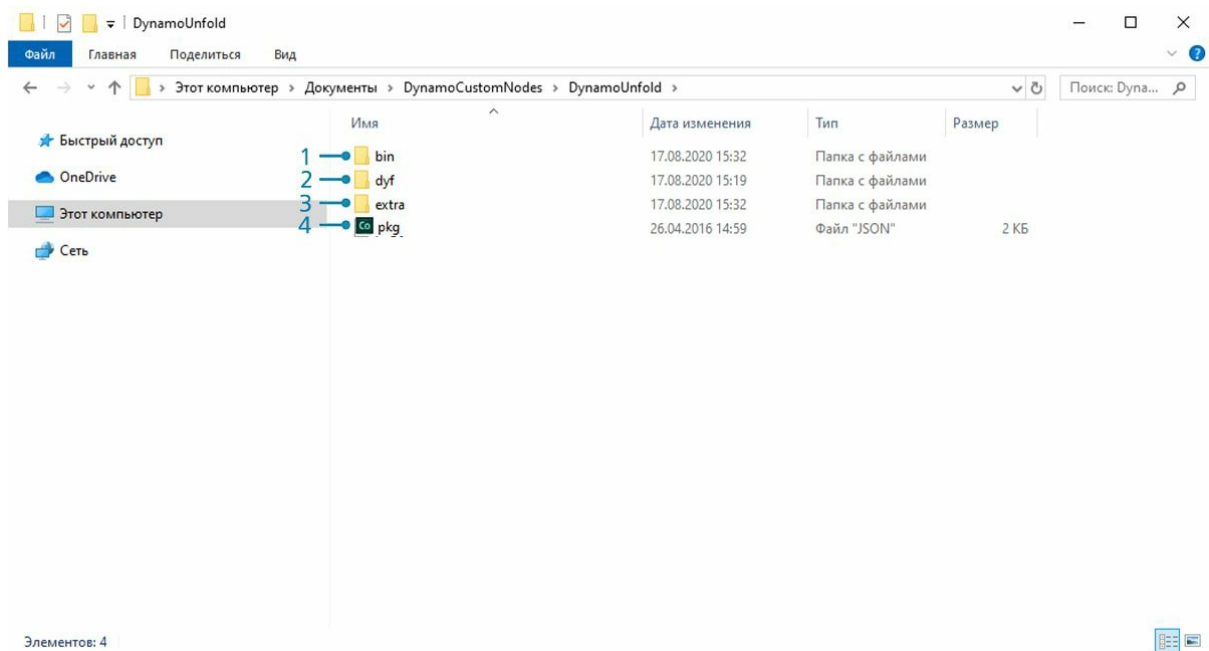 DynamoUnfold
Файл Главная Поделиться Вид
Этот компьютер > Документы > DynamoCustomNodes > DynamoUnfold > Поиск: Dyna...
Имя Дата изменения Тип Размер
Быстрый доступ
OneDrive
Этот компьютер
Сеть
1 bin 17.08.2020 15:32 Папка с файлами
2 dyf 17.08.2020 15:19 Папка с файлами
3 extra 17.08.2020 15:32 Папка с файлами
4 Co pkg 26.04.2016 14:59 Файл "JSON" 2 КБ
Элементов: 4